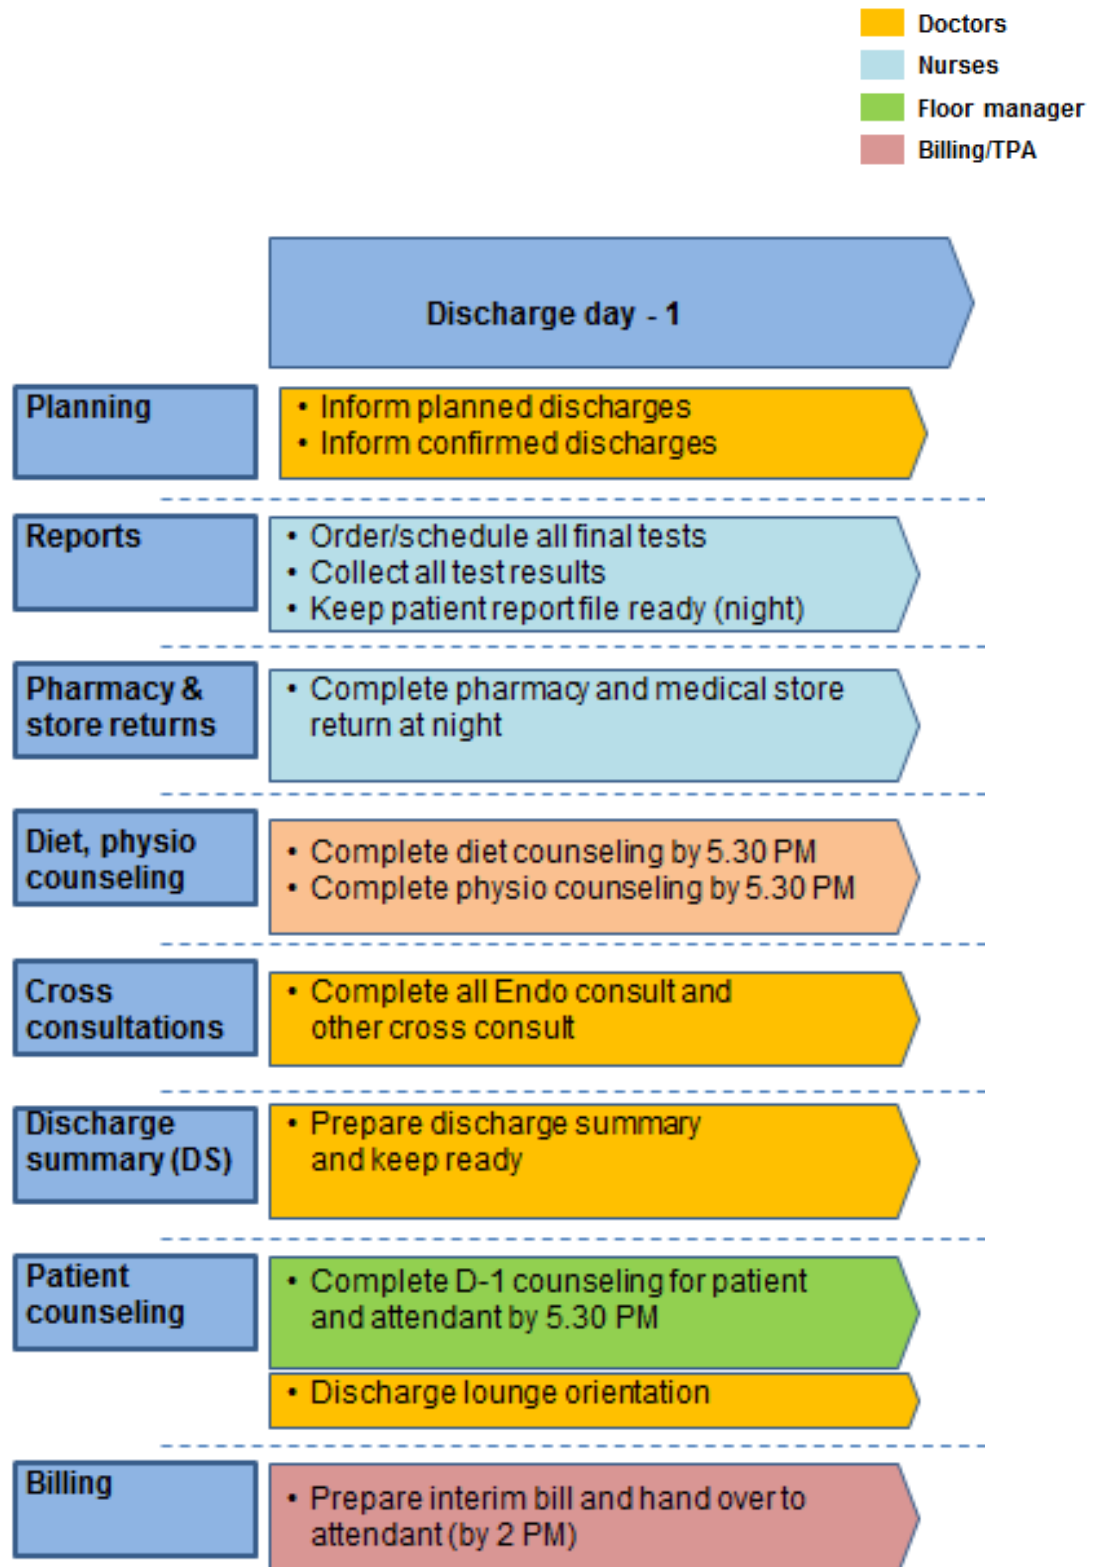 Doctors
Nurses
Floor manager
Billing/TPA
Discharge day - 1
Planning
• Inform planned discharges
• Inform confirmed discharges
Reports
• Order/schedule all final tests
• Collect all test results
• Keep patient report file ready (night)
Pharmacy &
store returns
• Complete pharmacy and medical store
return at night
Diet, physio
counseling
• Complete diet counseling by 5.30 PM
• Complete physio counseling by 5.30 PM
Cross
consultations
• Complete all Endo consult and
other cross consult
Discharge
summary (DS)
• Prepare discharge summary
and keep ready
Patient
counseling
• Complete D-1 counseling for patient
and attendant by 5.30 PM
• Discharge lounge orientation
Billing
• Prepare interim bill and hand over to
attendant (by 2 PM)